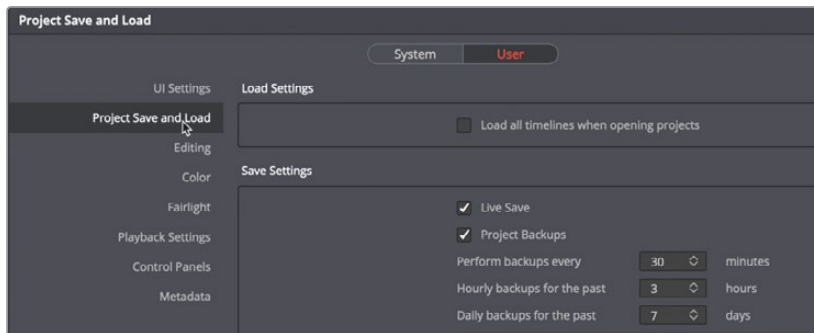 Project Save and Load
System User
UI Settings
Project Save and Load
Editing
Color
Fairlight
Playback Settings
Control Panels
Metadata
Load Settings
Load all timelines when opening projects
Save Settings
Live Save
Project Backups
Perform backups every 30 minutes
Hourly backups for the past 3 hours
Daily backups for the past 7 days